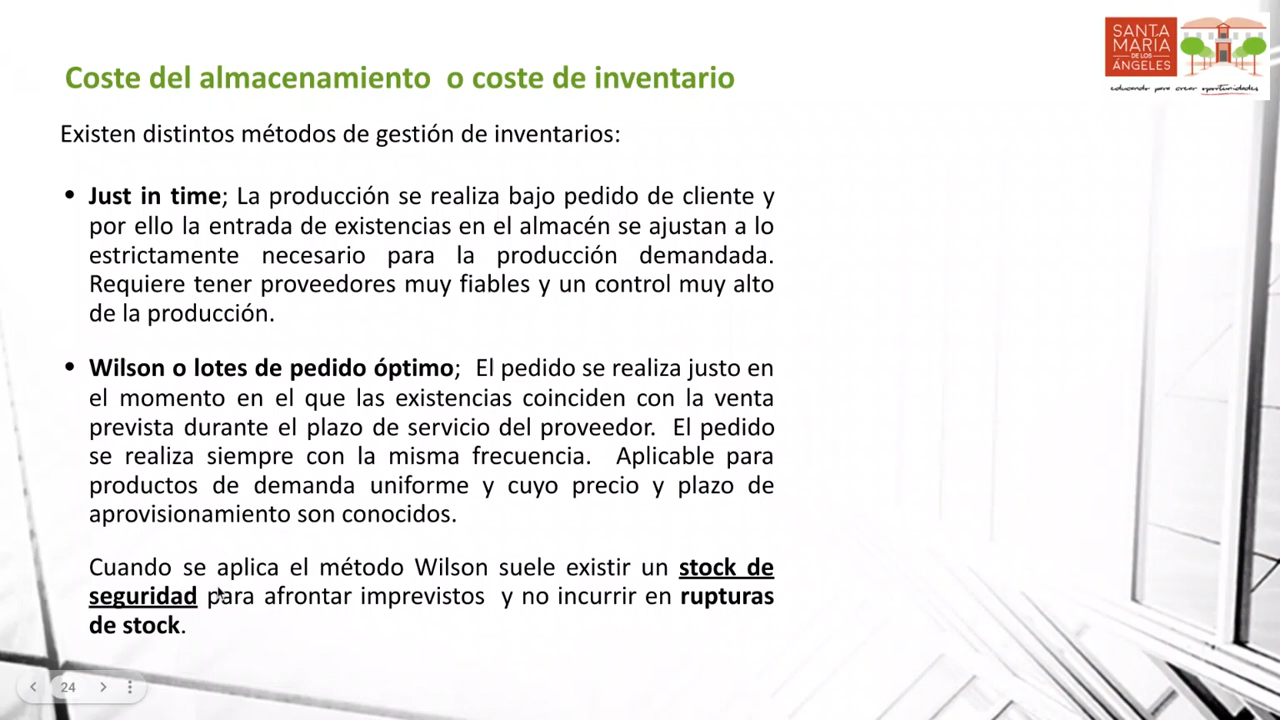 SANTA
MARIA
DE LOS
ÁNGELES
educando para crear oportunidades
Coste del almacenamiento o coste de inventario
Existen distintos métodos de gestión de inventarios:
• Just in time; La producción se realiza bajo pedido de cliente y
por ello la entrada de existencias en el almacén se ajustan a lo
estrictamente necesario para la producción demandada.
Requiere tener proveedores muy fiables y un control muy alto
de la producción.
• Wilson o lotes de pedido óptimo; El pedido se realiza justo en
el momento en el que las existencias coinciden con la venta
prevista durante el plazo de servicio del proveedor. El pedido
se realiza siempre con la misma frecuencia. Aplicable para
productos de demanda uniforme y cuyo precio y plazo de
aprovisionamiento son conocidos.
Cuando se aplica el método Wilson suele existir un stock de
seguridad para afrontar imprevistos y no incurrir en rupturas
de stock.
24